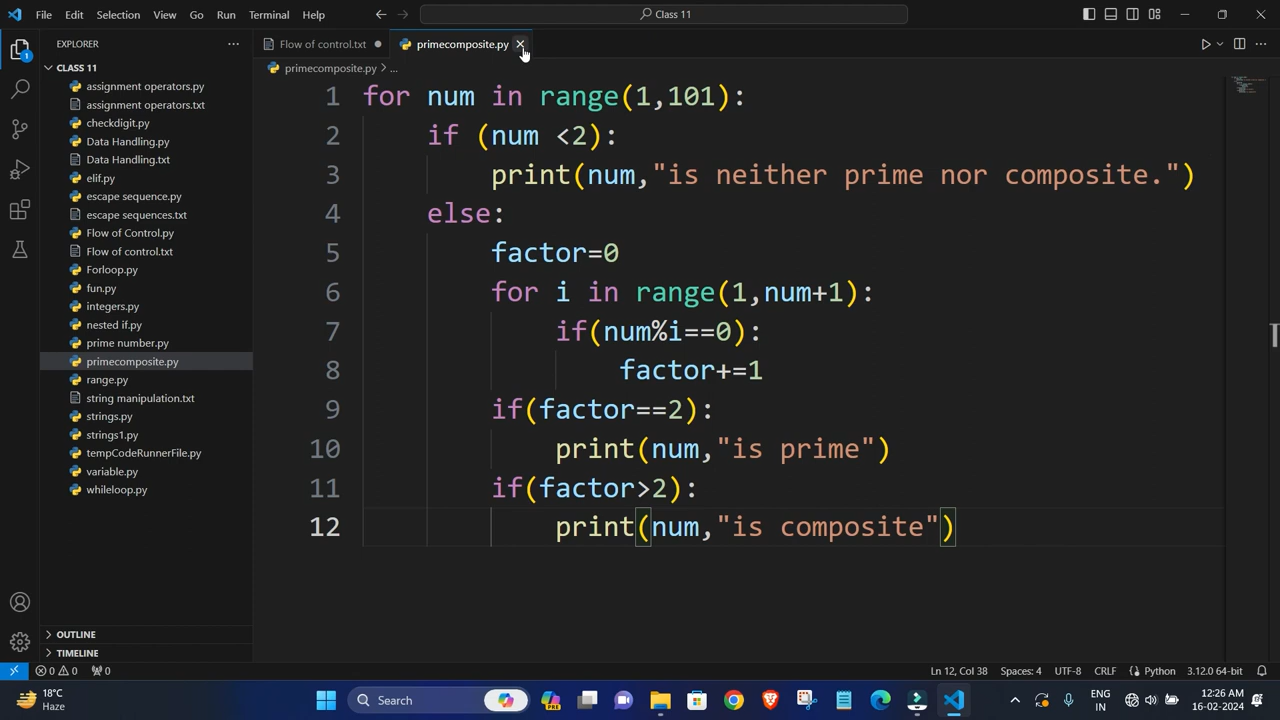 File Edit Selection View Go Run Terminal Help
Class 11
EXPLORER
Flow of control.txt
primecomposite.py
CLASS 11
primecomposite.py > ...
assignment operators.py
assignment operators.txt
checkdigit.py
Data Handling.py
Data Handling.txt
elif.py
escape sequence.py
escape sequences.txt
Flow of Control.py
Flow of control.txt
Forloop.py
fun.py
integers.py
nested if.py
prime number.py
primecomposite.py
range.py
string manipulation.txt
strings.py
strings1.py
tempCodeRunnerFile.py
variable.py
whileloop.py
OUTLINE
TIMELINE
1 for num in range(1,101):
2 if (num <2):
3 print(num,"is neither prime nor composite.")
4 else:
5 factor=0
6 for i in range(1,num+1):
7 if(num%i==0):
8 factor+=1
9 if(factor==2):
10 print(num,"is prime")
11 if(factor>2):
12 print(num,"is composite")
1
0 0 0
Ln 12, Col 38 Spaces: 4 UTF-8 CRLF Python 3.12.0 64-bit
18°C
Haze
Search
PRE
ENG
IN
12:26 AM
16-02-2024